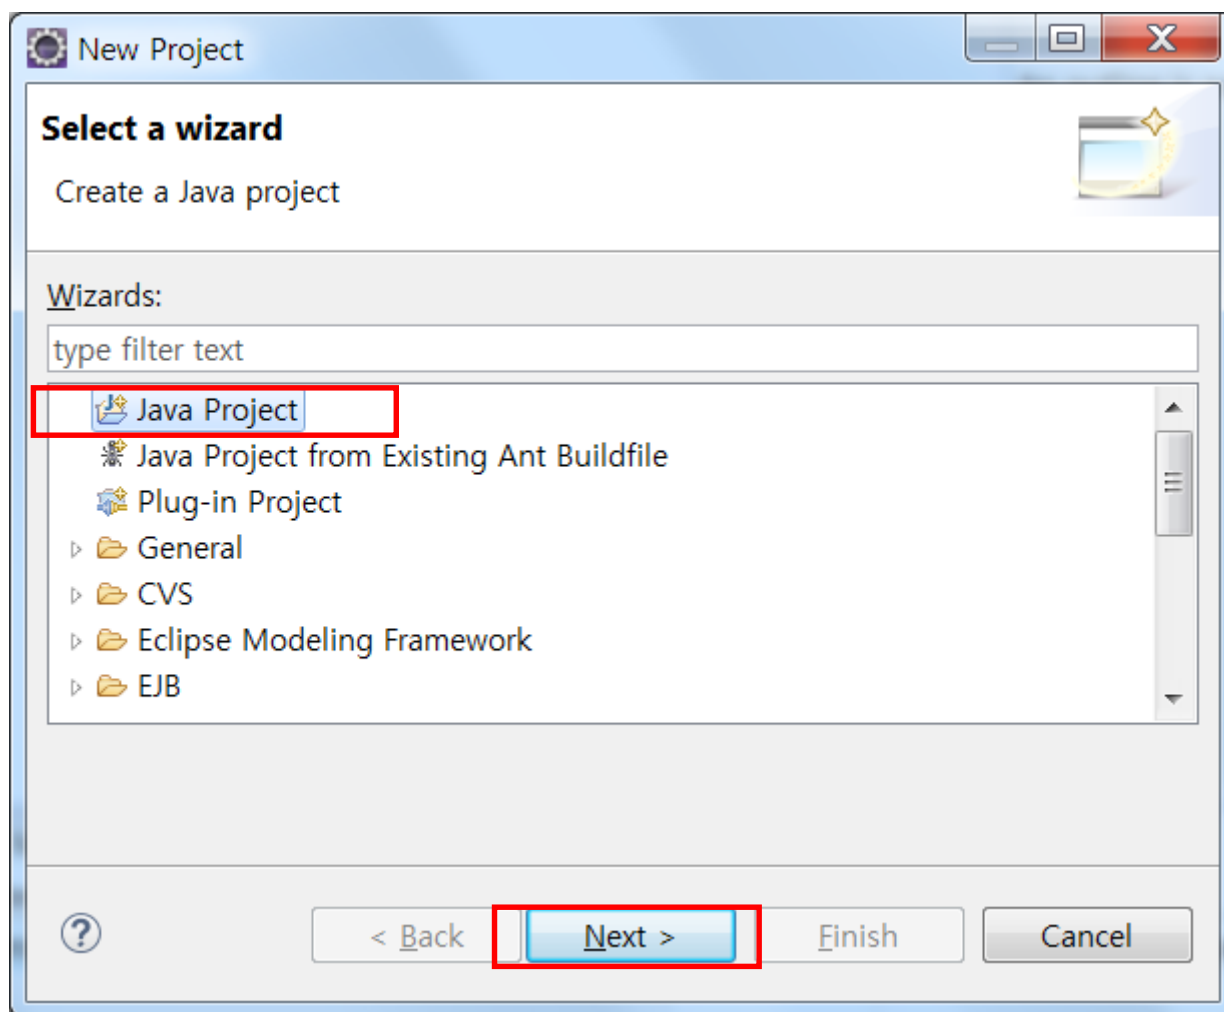 New Project
Select a wizard
Create a Java project
Wizards:
type filter text
Java Project
Java Project from Existing Ant Buildfile
Plug-in Project
General
CVS
Eclipse Modeling Framework
EJB
? < Back Next > Finish Cancel